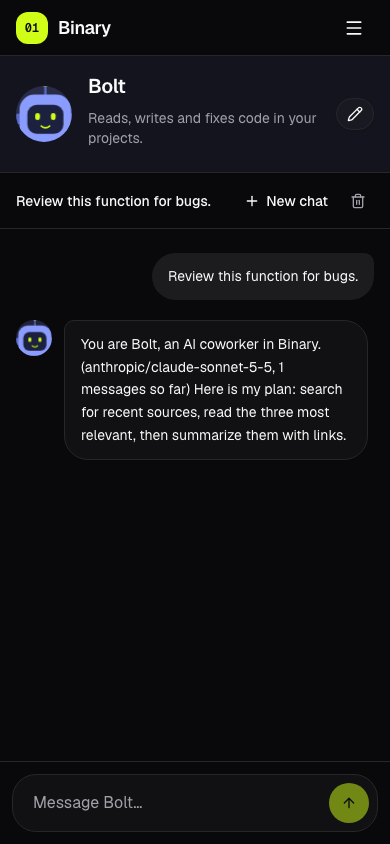 01 Binary
Bolt
Reads, writes and fixes code in your
projects.
Review this function for bugs.
New chat
Review this function for bugs.
You are Bolt, an AI coworker in Binary.
(anthropic/claude-sonnet-5-5, 1
messages so far) Here is my plan: search
for recent sources, read the three most
relevant, then summarize them with links.
Message Bolt...